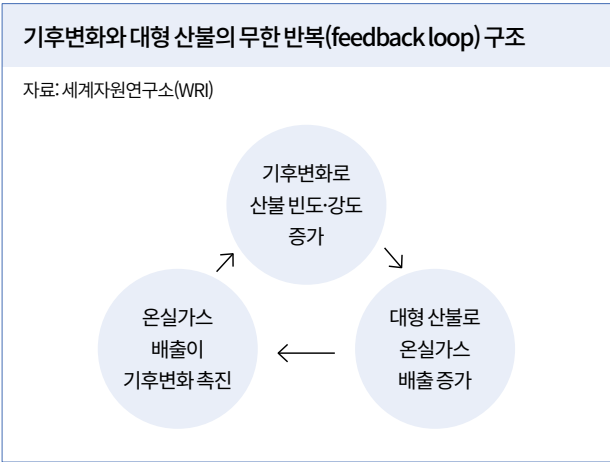 기후변화와 대형 산불의 무한 반복(feedback loop) 구조
자료: 세계자원연구소(WRI)
기후변화로
산불 빈도·강도
증가
대형 산불로
온실가스
배출 증가
온실가스
배출이
기후변화 촉진